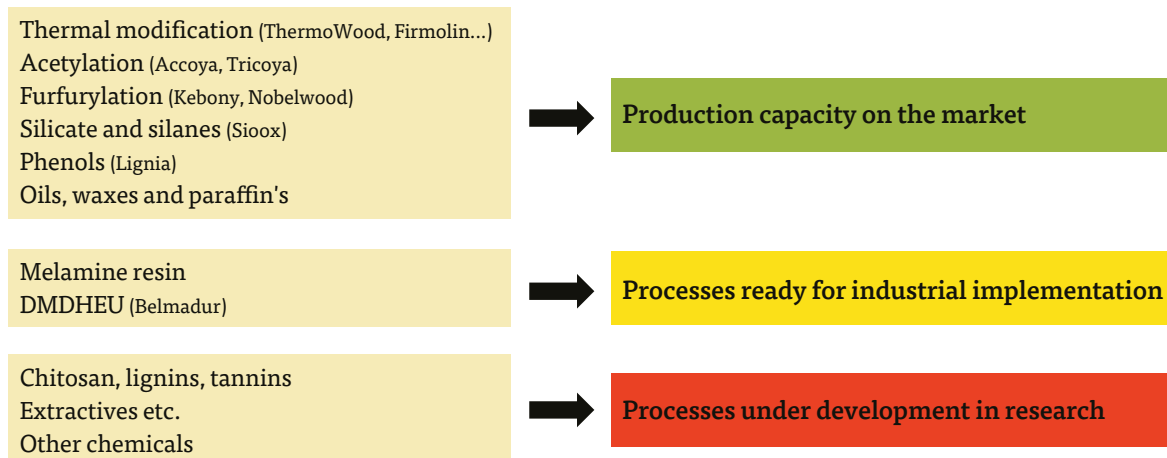 Thermal modification (ThermoWood, Firmolin...)
Acetylation (Accoya, Tricoya)
Furfurylation (Kebony, Nobelwood)
Silicate and silanes (Sioox)
Phenols (Lignia)
Oils, waxes and paraffin's
Production capacity on the market
Melamine resin
DMDHEU (Belmadur)
Processes ready for industrial implementation
Chitosan, lignins, tannins
Extractives etc.
Other chemicals
Processes under development in research